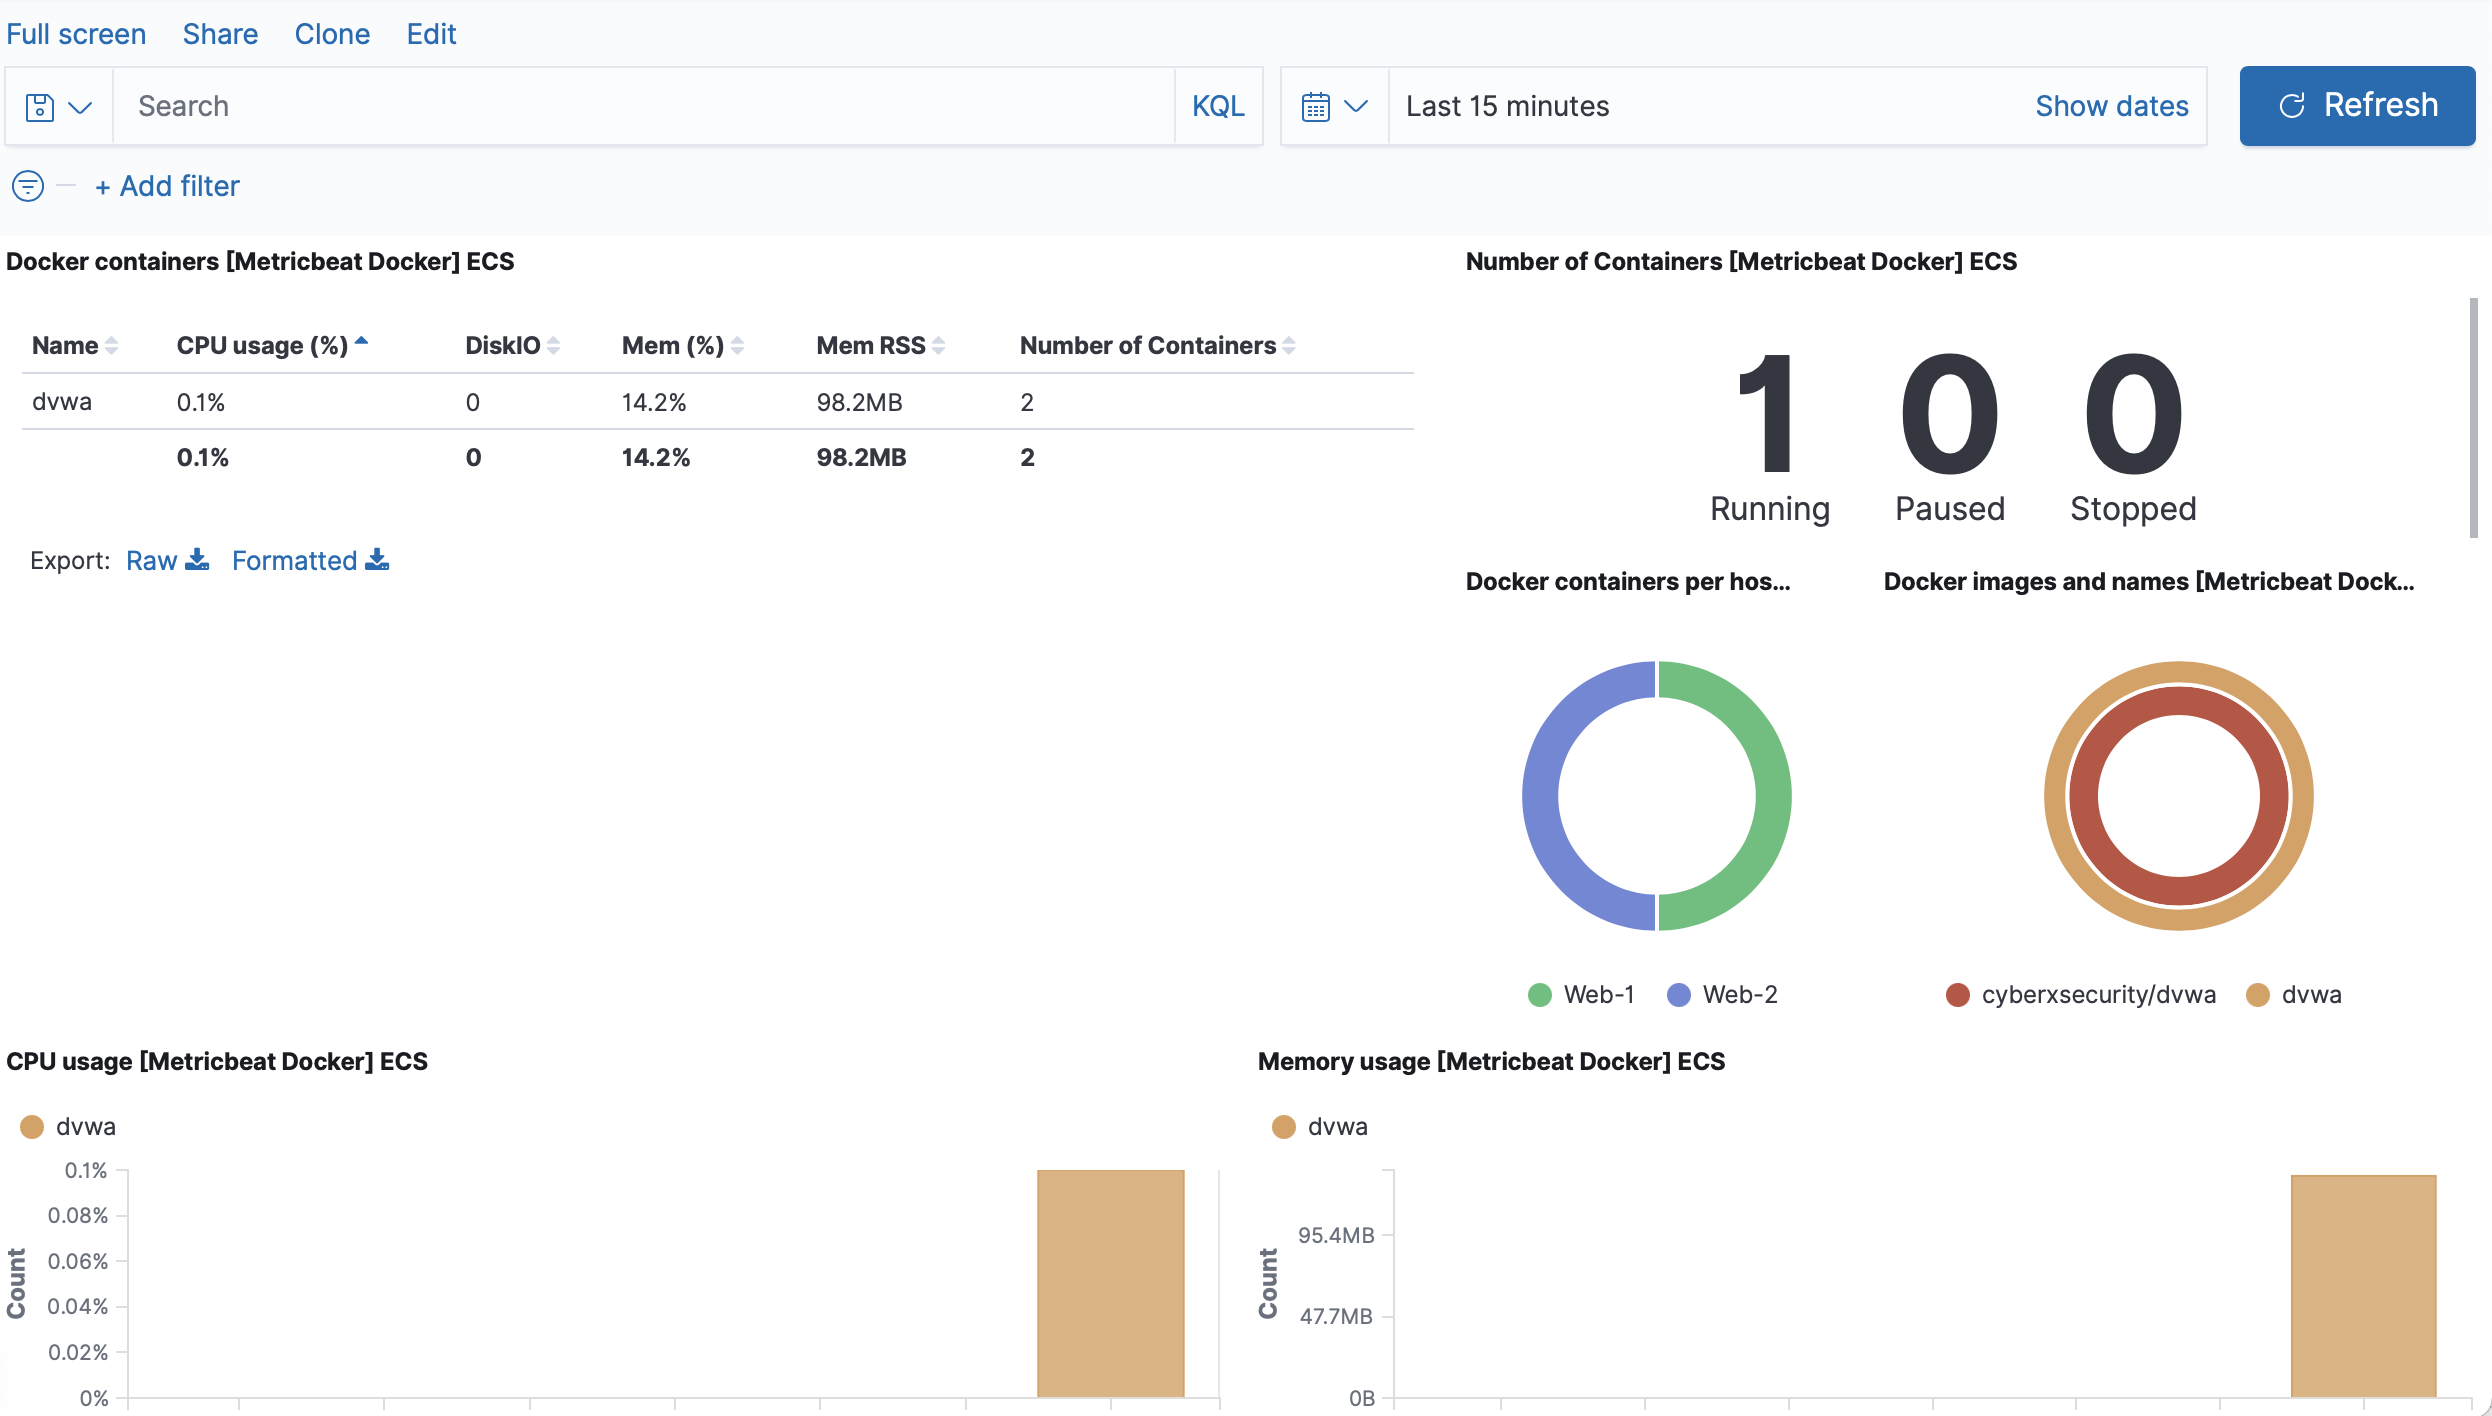 Full screen Share Clone Edit
Search KQL Last 15 minutes Show dates Refresh
+ Add filter
Docker containers [Metricbeat Docker] ECS
Name CPU usage (%) DiskIO Mem (%) Mem RSS Number of Containers
dvwa 0.1% 0 14.2% 98.2MB 2
0.1% 0 14.2% 98.2MB 2
Export: Raw Formatted
Number of Containers [Metricbeat Docker] ECS
1 0 0
Running Paused Stopped
Docker containers per hos...
Web-1 Web-2
Docker images and names [Metricbeat Dock...
cyberxsecurity/dvwa dvwa
CPU usage [Metricbeat Docker] ECS
dvwa
0.1%
0.08%
0.06%
0.04%
0.02%
0%
Count
Memory usage [Metricbeat Docker] ECS
dvwa
95.4MB
47.7MB
0B
Count